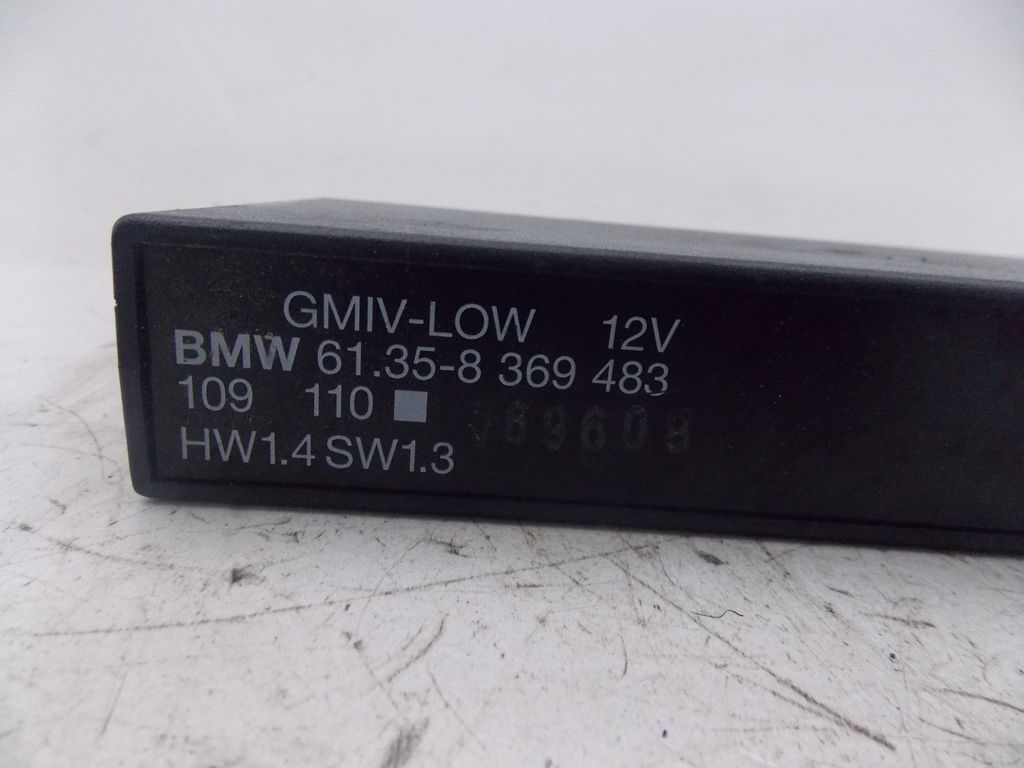 GMIV-LOW 12V
BMW 61.35-8 369 483
109 110
HW1.4 SW1.3